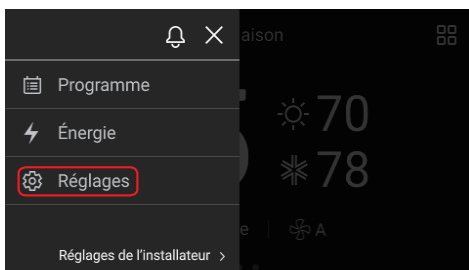 aison
Programme
Énergie
Réglages
70
78
e
A
Réglages de l'installateur >